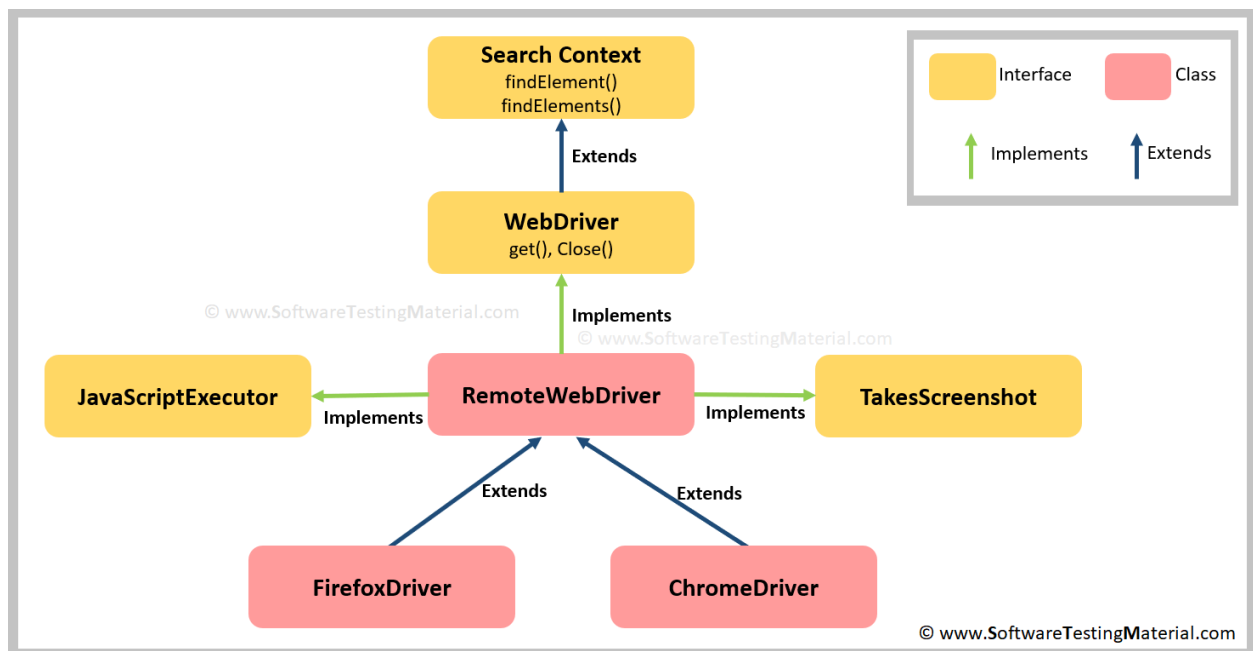 Search Context
findElement()
findElements()
Interface
Class
Implements
Extends
Extends
WebDriver
get(), Close()
© www.SoftwareTestingMaterial.com
Implements
© www.SoftwareTestingMaterial.com
JavaScriptExecutor
Implements
RemoteWebDriver
Implements
TakesScreenshot
Extends
Extends
FirefoxDriver
ChromeDriver
© www.SoftwareTestingMaterial.com